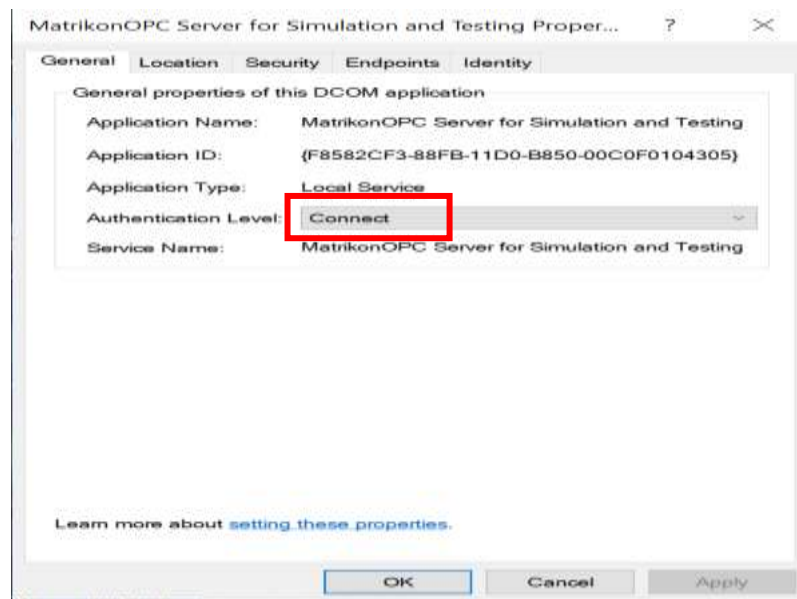 MatrikonOPC Server for Simulation and Testing Proper... ?
General Location Security Endpoints Identity
General properties of this DCOM application
Application Name: MatrikonOPC Server for Simulation and Testing
Application ID: {F8582CF3-88FB-11D0-B850-00C0F0104305}
Application Type: Local Service
Authentication Level: Connect
Service Name: MatrikonOPC Server for Simulation and Testing
Learn more about setting these properties.
OK Cancel Apply